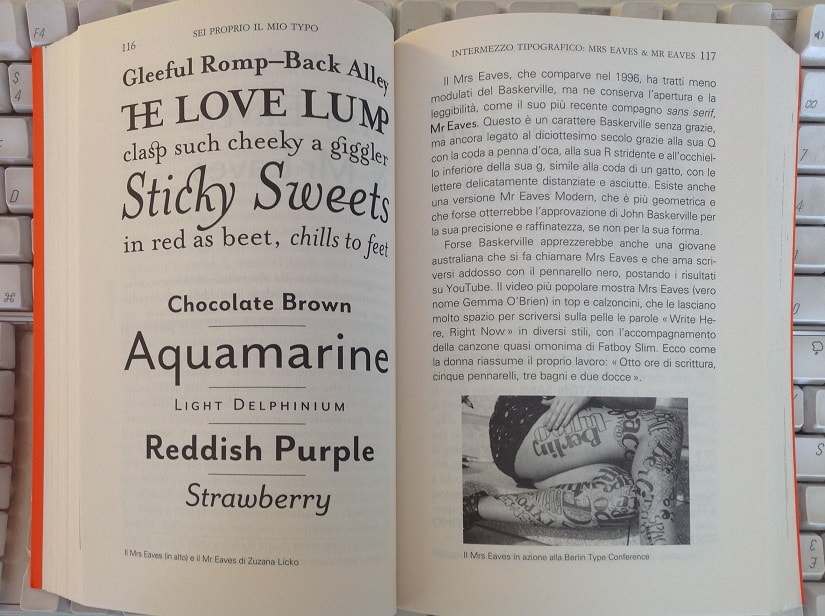 116
SEI PROPRIO IL MIO TYPO
Gleeful Romp—Back Alley
THE LOVE LUMP
clasp such cheeky a giggler
Sticky Sweets
in red as beet, chills to feet
Chocolate Brown
Aquamarine
LIGHT DELPHINIUM
Reddish Purple
Strawberry
Il Mrs Eaves (in alto) e il Mr Eaves di Zuzana Licko
INTERMEZZO TIPOGRAFICO: MRS EAVES & MR EAVES 117
Il Mrs Eaves, che comparve nel 1996, ha tratti meno
modulati del Baskerville, ma ne conserva l'apertura e la
leggibilità, come il suo più recente compagno sans serif,
Mr Eaves. Questo è un carattere Baskerville senza grazie,
ma ancora legato al diciottesimo secolo grazie alla sua Q
con la coda a penna d'oca, alla sua R stridente e all'occhiel-
lo inferiore della sua g, simile alla coda di un gatto, con le
lettere delicatamente distanziate e asciutte. Esiste anche
una versione Mr Eaves Modern, che è più geometrica e
che forse otterrebbe l'approvazione di John Baskerville per
la sua precisione e raffinatezza, se non per la sua forma.
Forse Baskerville apprezzerebbe anche una giovane
australiana che si fa chiamare Mrs Eaves e che ama scri-
versi addosso con il pennarello nero, postando i risultati
su YouTube. Il video più popolare mostra Mrs Eaves (vero
nome Gemma O'Brien) in top e calzoncini, che le lasciano
molto spazio per scriversi sulla pelle le parole «Write He-
re, Right Now» in diversi stili, con l'accompagnamento
della canzone quasi omonima di Fatboy Slim. Ecco come
la donna riassume il proprio lavoro: «Otto ore di scrittura,
cinque pennarelli, tre bagni e due docce».
Berlin
Il Mrs Eaves in azione alla Berlin Type Conference
F4
S
4
D
⌘
7